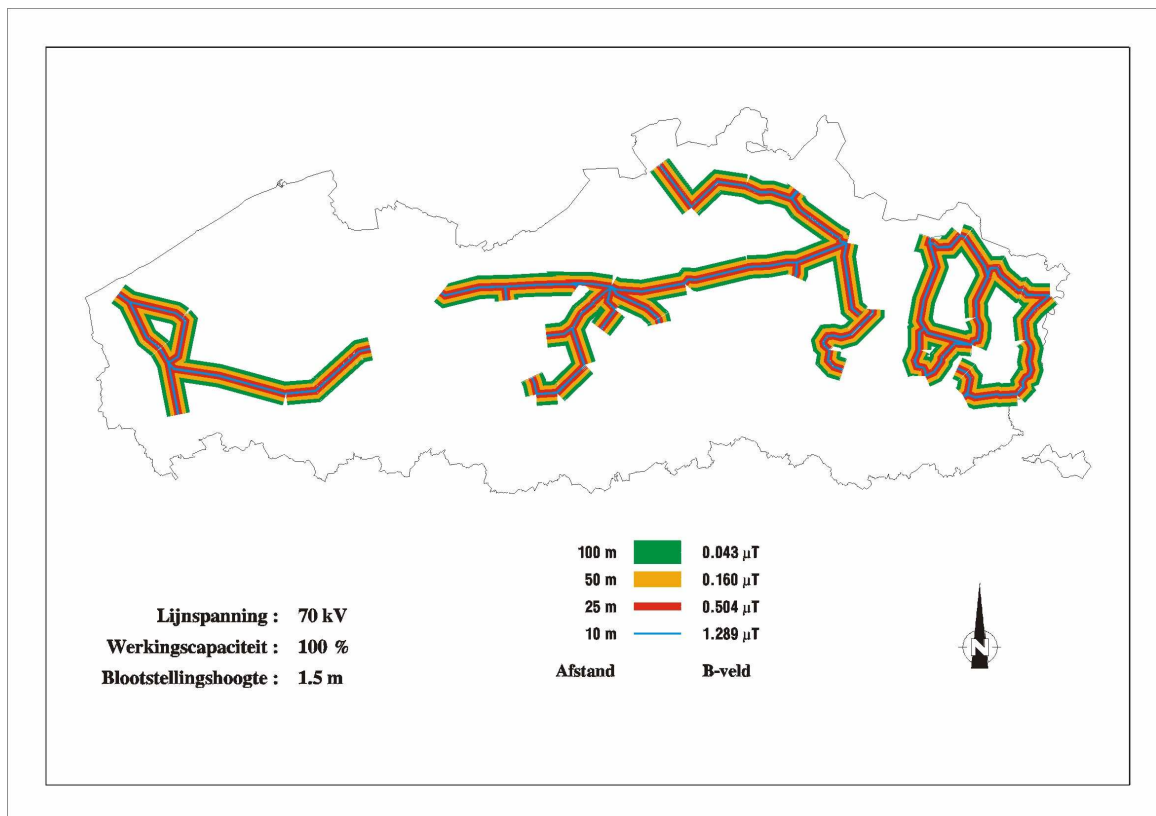 100 m 0.043 μT
50 m 0.160 μT
25 m 0.504 μT
10 m 1.289 μT
Afstand B-veld
Lijnspanning : 70 kV
Werkingscapaciteit : 100 %
Blootstellingshoogte : 1.5 m
N